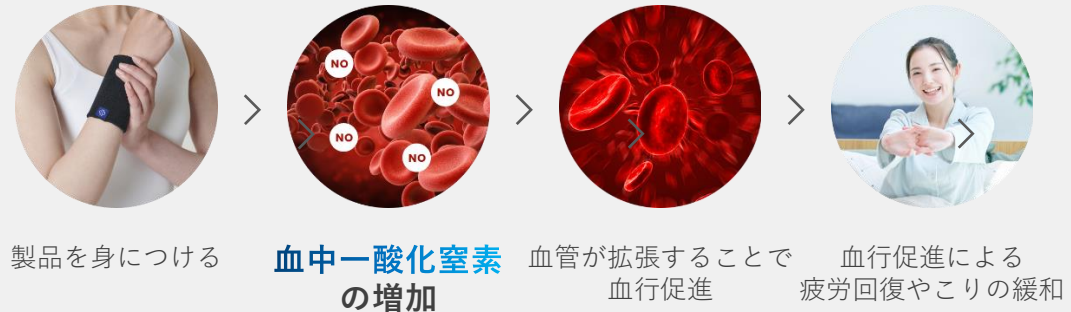 NO
NO
NO
NO
製品を身につける
血中一酸化窒素
の増加
血管が拡張することで
血行促進
血行促進による
疲労回復やこりの緩和